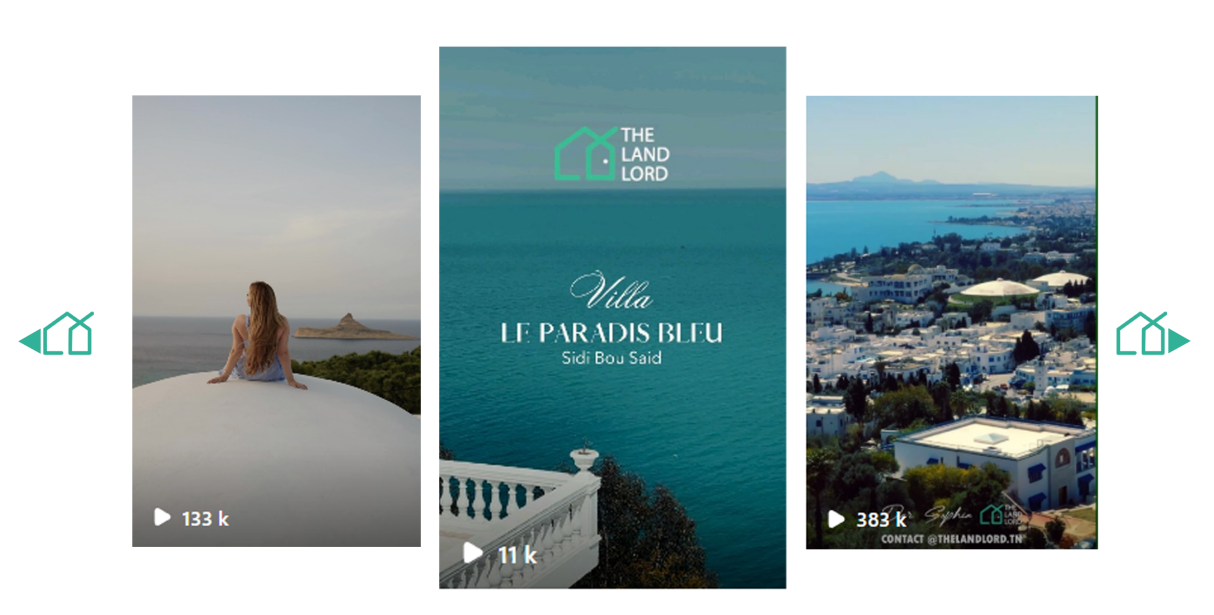 133 k
THE
LAND
LORD
Villa
LE PARADIS BLEU
Sidi Bou Said
11 k
383 k
Dar Sophia
THE
LAND
LORD
CONTACT @THELANDLORD.TN